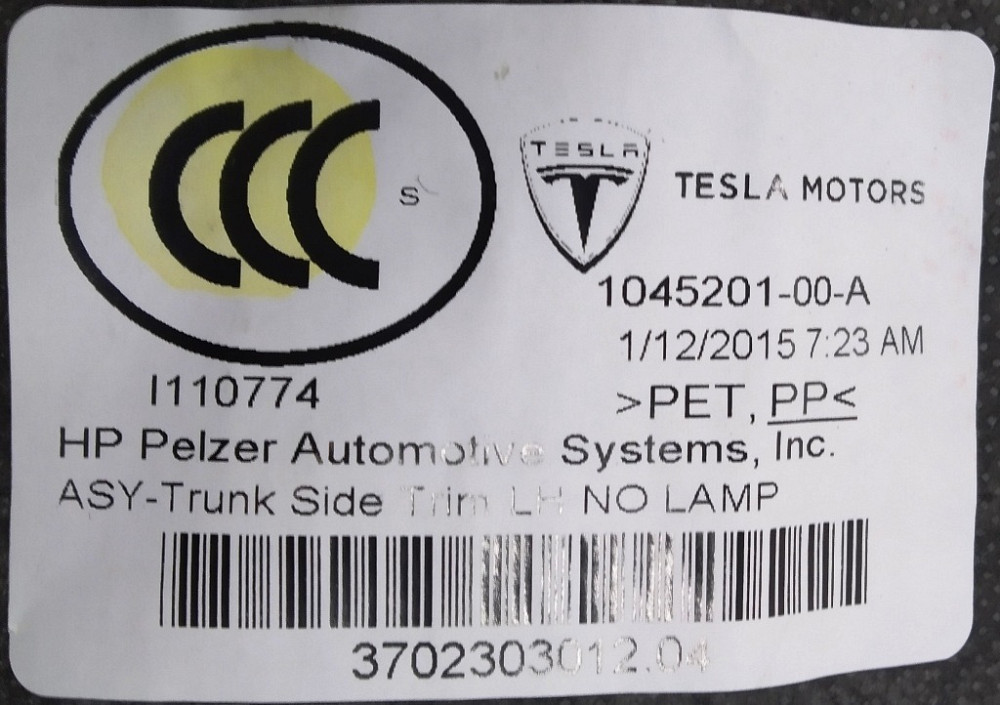 CCC
S
TESLA
TESLA MOTORS
1045201-00-A
1/12/2015 7:23 AM
I110774
>PET, PP<
HP Pelzer Automotive Systems, Inc.
ASY-Trunk Side Trim LH NO LAMP
3702303012.04